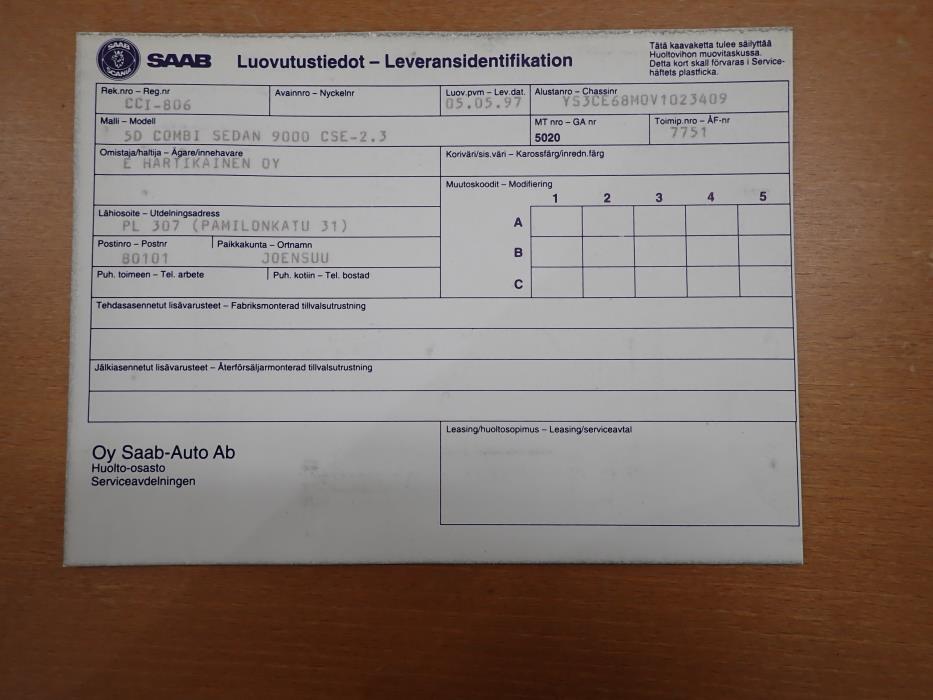 SAAB
SCANIA
SAAB
Luovutustiedot – Leveransidentifikation
Tätä kaavaketta tulee säilyttää
Huoltovihon muovitaskussa.
Detta kort skall förvaras i Service-
häftets plastficka.
Rek.nro – Reg.nr
CCI-806
Avainnro – Nyckelnr
Luov.pvm – Lev.dat.
05.05.97
Alustanro – Chassinr
YS3CE68M0V1023409
Malli – Modell
5D COMBI SEDAN 9000 CSE-2.3
MT nro – GA nr
5020
Toimip.nro – ÅF-nr
7751
Omistaja/haltija – Ägare/innehavare
E HARTIKAINEN OY
Koriväri/sis.väri – Karossfärg/inredn.färg
Muutoskoodit – Modifiering
1 2 3 4 5
A
B
C
Lähiosoite – Utdelningsadress
PL 307 (PAMILONKATU 31)
Postinro – Postnr
80101
Paikkakunta – Ortnamn
JOENSUU
Puh. toimeen – Tel. arbete
Puh. kotiin – Tel. bostad
Tehdasasennetut lisävarusteet – Fabriksmonterad tillvalsutrustning
Jälkiasennetut lisävarusteet – Återförsäljarmonterad tillvalsutrustning
Leasing/huoltosopimus – Leasing/serviceavtal
Oy Saab-Auto Ab
Huolto-osasto
Serviceavdelningen